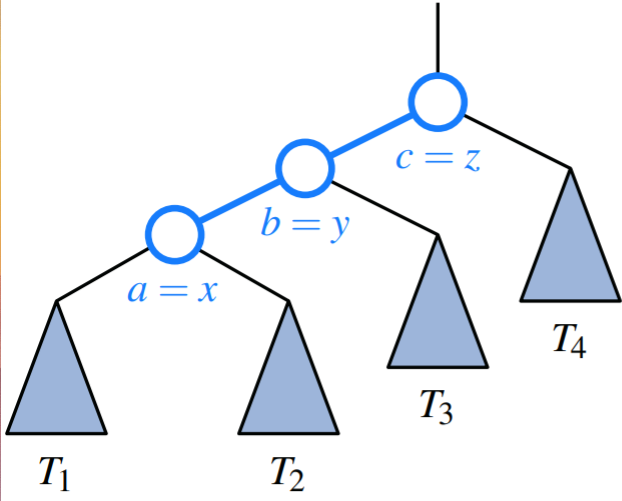 c = z
b = y
a = x
T4
T3
T1
T2